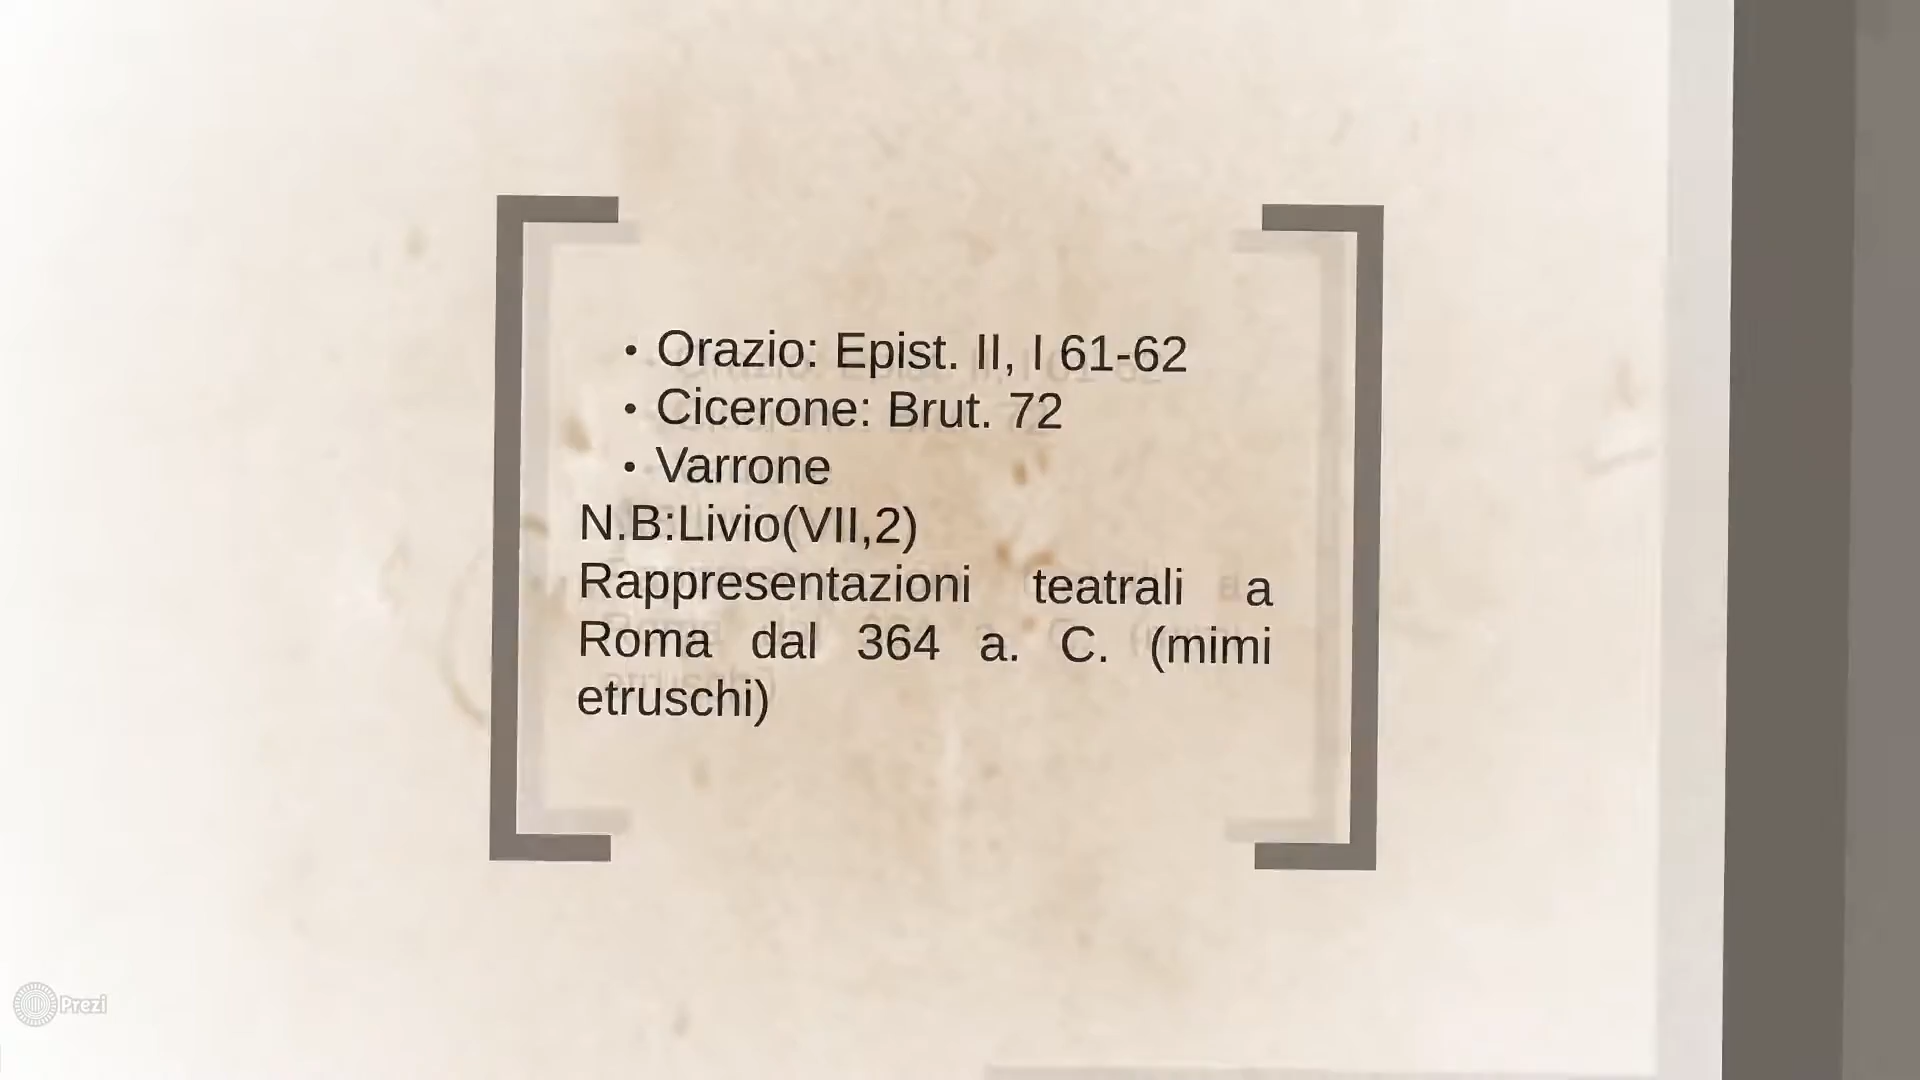 • Orazio: Epist. II, I 61-62
• Cicerone: Brut. 72
• Varrone
N.B:Livio(VII,2)
Rappresentazioni teatrali a
Roma dal 364 a. C. (mimi
etruschi)
Prezi